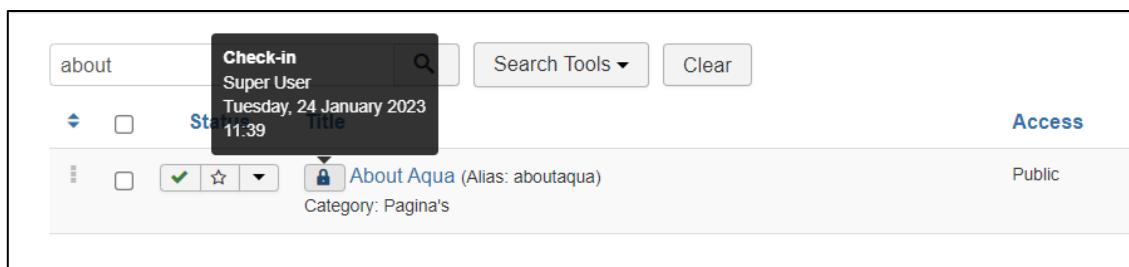 about
Check-in
Super User
Tuesday, 24 January 2023
11:39
Search Tools
Clear
Status
Title
Access
About Aqua (Alias: aboutaqua)
Public
Category: Pagina's